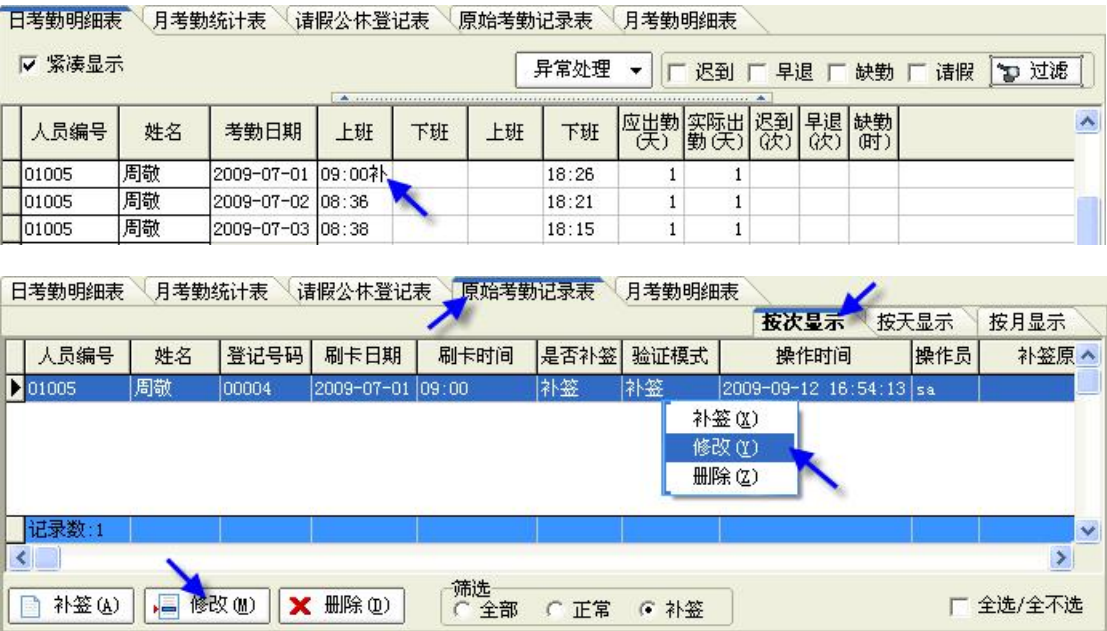 日考勤明细表 月考勤统计表 请假公休登记表 原始考勤记录表 月考勤明细表
紧凑显示 异常处理 迟到 早退 缺勤 请假 过滤
人员编号 姓名 考勤日期 上班 下班 上班 下班 应出勤(天) 实际出勤(天) 迟到(次) 早退(次) 缺勤(时)
01005 周敬 2009-07-01 09:00补 18:26 1 1
01005 周敬 2009-07-02 08:36 18:21 1 1
01005 周敬 2009-07-03 08:38 18:15 1 1
日考勤明细表 月考勤统计表 请假公休登记表 原始考勤记录表 月考勤明细表
按次显示 按天显示 按月显示
人员编号 姓名 登记号码 刷卡日期 刷卡时间 是否补签 验证模式 操作时间 操作员 补签原
01005 周敬 00004 2009-07-01 09:00 补签 补签 2009-09-12 16:54:13 sa
补签(X)
修改(Y)
删除(Z)
记录数:1
补签(A) 修改(M) 删除(D) 筛选 全部 正常 补签 全选/全不选